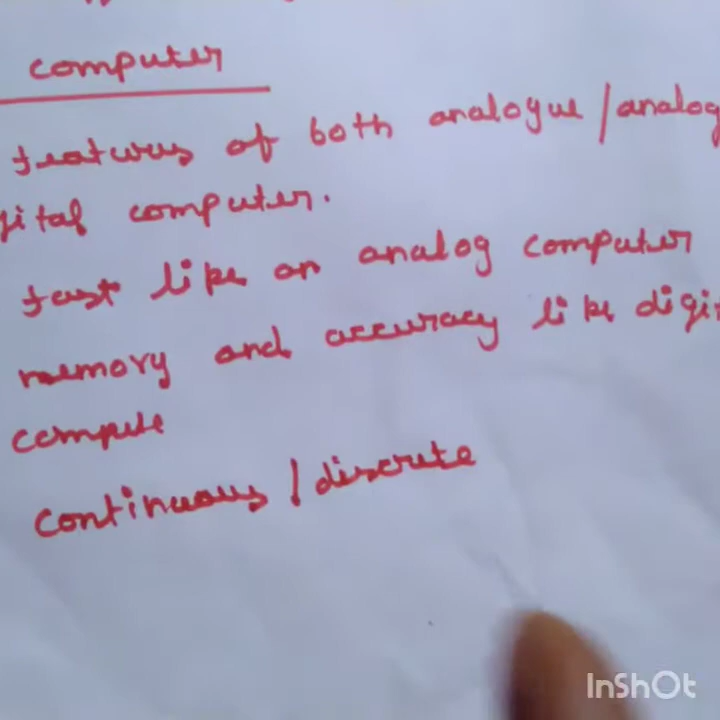 computer
features of both analogue / analog
gital computer.
fast like an analog computer
memory and accuracy like digit
compute
continuous / discrete
InShOt